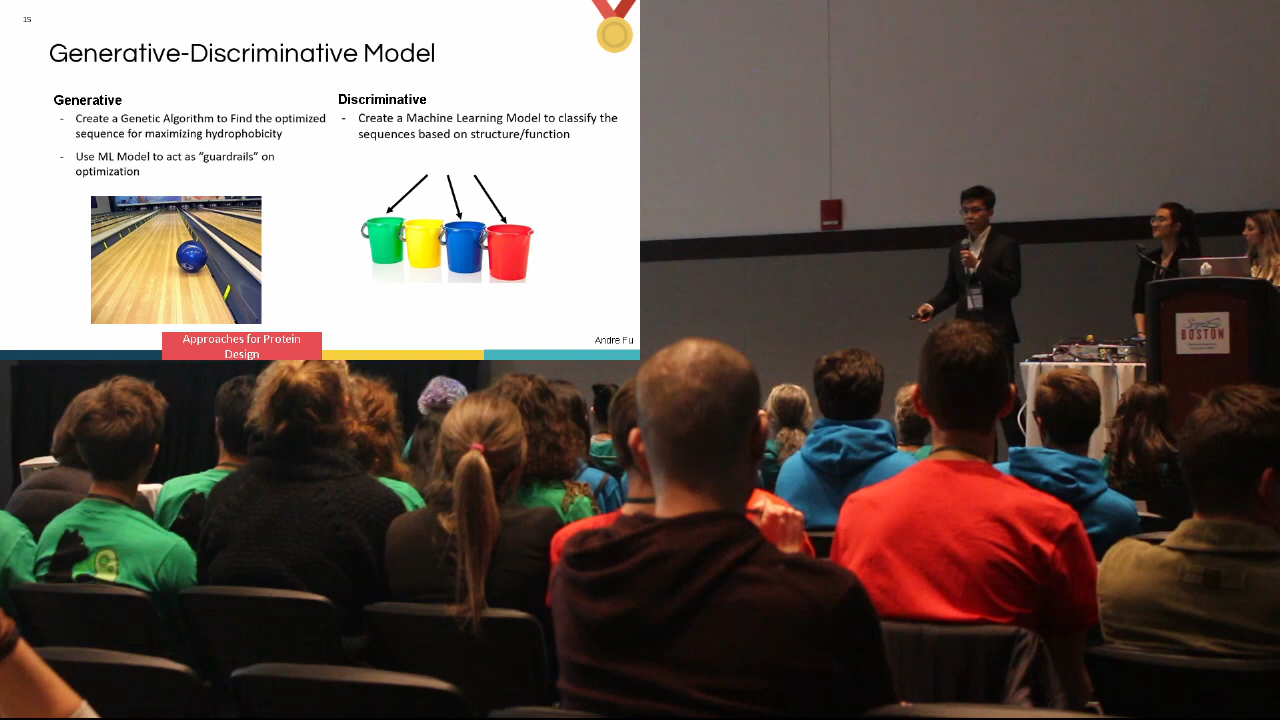 15
Generative-Discriminative Model
Generative
- Create a Genetic Algorithm to Find the optimized
sequence for maximizing hydrophobicity
- Use ML Model to act as “guardrails” on
optimization
Discriminative
- Create a Machine Learning Model to classify the
sequences based on structure/function
Approaches for Protein
Design
Andre Fu
BOSTON